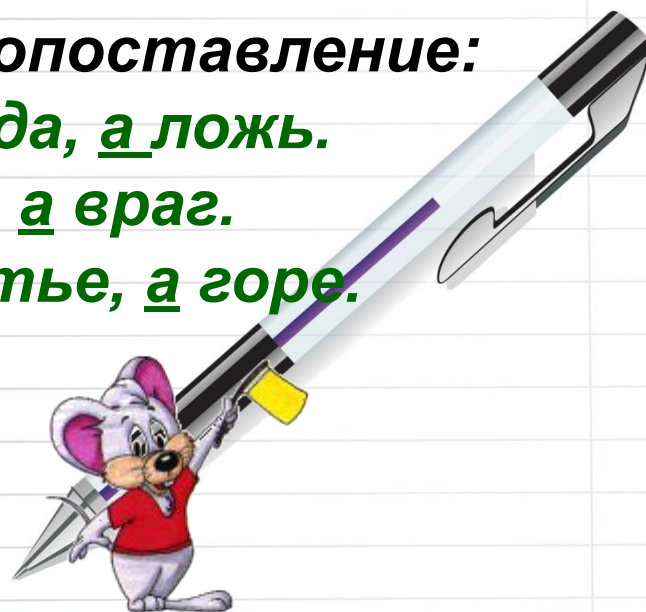 опоставление:
да, а ложь.
а враг.
тье, а горе.